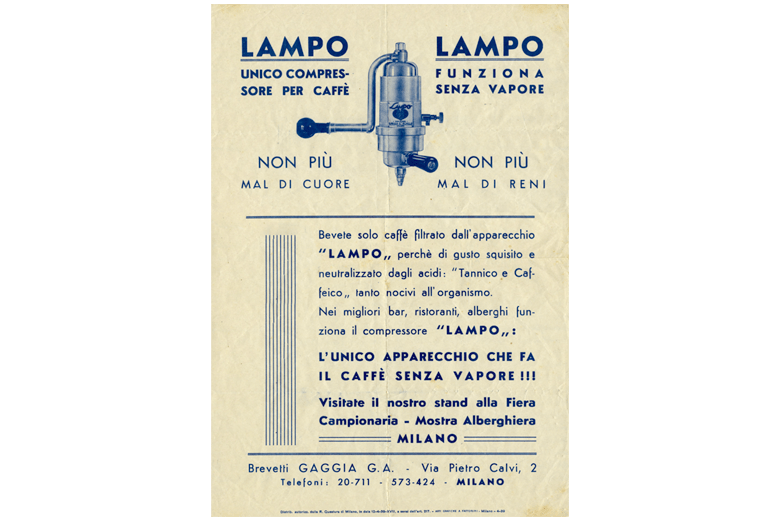 LAMPO
UNICO COMPRES-
SORE PER CAFFÈ
LAMPO
FUNZIONA
SENZA VAPORE
Lampo
NON PIÙ
MAL DI CUORE
NON PIÙ
MAL DI RENI
Bevete solo caffè filtrato dall'apparecchio
"LAMPO„ perchè di gusto squisito e
neutralizzato dagli acidi: "Tannico e Caf-
feico„ tanto nocivi all'organismo.
Nei migliori bar, ristoranti, alberghi fun-
ziona il compressore "LAMPO„:
L'UNICO APPARECCHIO CHE FA
IL CAFFÈ SENZA VAPORE!!!
Visitate il nostro stand alla Fiera
Campionaria - Mostra Alberghiera
MILANO
Brevetti GAGGIA G.A. - Via Pietro Calvi, 2
Telefoni: 20-711 - 573-424 - MILANO